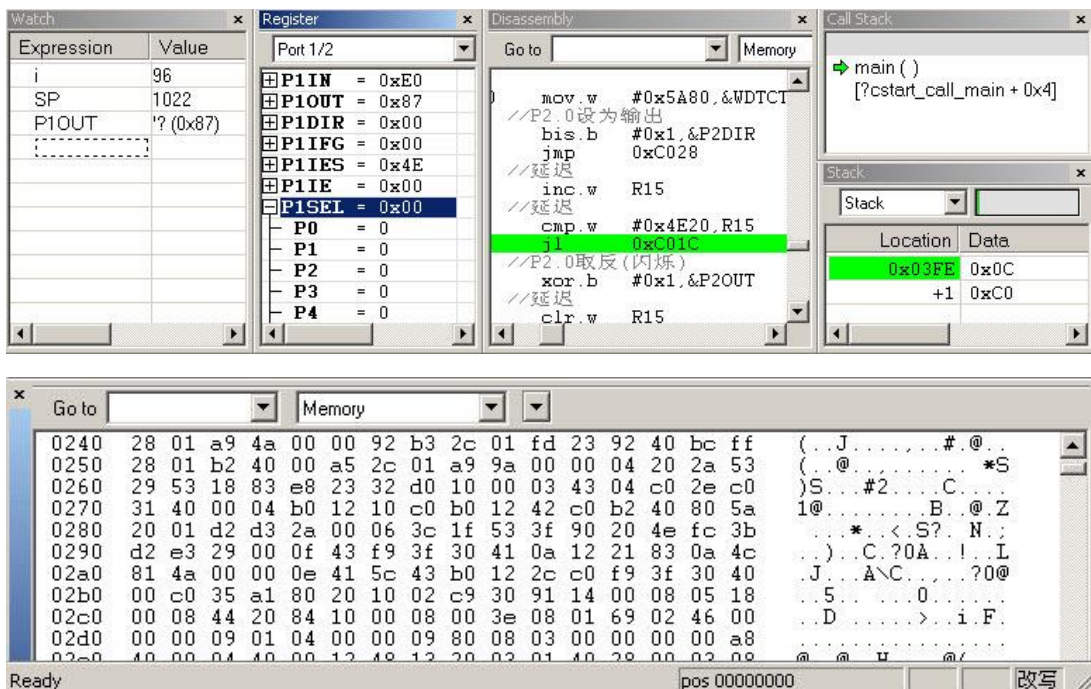 Watch
Expression Value
i 96
SP 1022
P1OUT '? (0x87)
Register
Port 1/2
P1IN = 0xE0
P1OUT = 0x87
P1DIR = 0x00
P1IFG = 0x00
P1IES = 0x4E
P1IE = 0x00
P1SEL = 0x00
P0 = 0
P1 = 0
P2 = 0
P3 = 0
P4 = 0
Disassembly
Go to Memory
mov.w #0x5A80,&WDTCT
//P2.0设为输出
bis.b #0x1,&P2DIR
jmp 0xC028
//延迟
inc.w R15
//延迟
cmp.w #0x4E20,R15
jl 0xC01C
//P2.0取反(闪烁)
xor.b #0x1,&P2OUT
//延迟
clr.w R15
Call Stack
main ( )
[?cstart_call_main + 0x4]
Stack
Stack
Location Data
0x03FE 0x0C
+1 0xC0
Go to Memory
0240 28 01 a9 4a 00 00 92 b3 2c 01 fd 23 92 40 bc ff (..J....,..#.@..
0250 28 01 b2 40 00 a5 2c 01 a9 9a 00 00 04 20 2a 53 (..@..,...... *S
0260 29 53 18 83 e8 23 32 d0 10 00 03 43 04 c0 2e c0 )S...#2....C....
0270 31 40 00 04 b0 12 10 c0 b0 12 42 c0 b2 40 80 5a 1@........B..@.Z
0280 20 01 d2 d3 2a 00 06 3c 1f 53 3f 90 20 4e fc 3b ...*..<.S?. N.;
0290 d2 e3 29 00 0f 43 f9 3f 30 41 0a 12 21 83 0a 4c ..)..C.?0A..!..L
02a0 81 4a 00 00 0e 41 5c 43 b0 12 2c c0 f9 3f 30 40 .J...A\C..,..?0@
02b0 00 c0 35 a1 80 20 10 02 c9 30 91 14 00 08 05 18 ..5.. ...0......
02c0 00 08 44 20 84 10 00 08 00 3e 08 01 69 02 46 00 ..D .....>..i.F.
02d0 00 00 09 01 04 00 00 09 80 08 03 00 00 00 00 a8 ................
Ready pos 00000000 改写